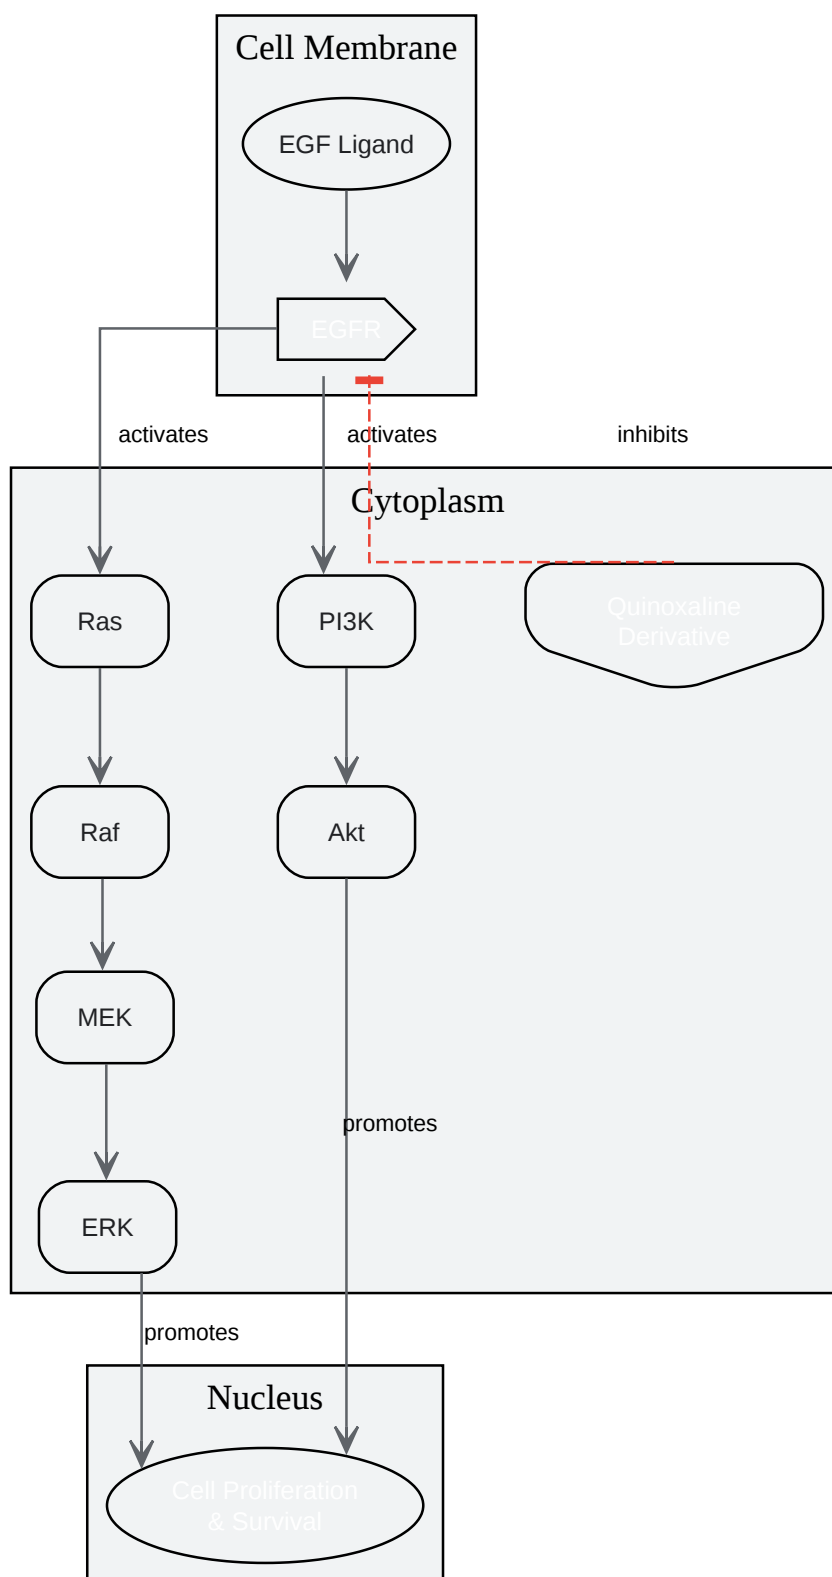 Cell Membrane
EGF Ligand
EGFR
activates
activates
inhibits
Cytoplasm
Ras
PI3K
Quinoxaline
Derivative
Raf
Akt
MEK
promotes
ERK
promotes
Nucleus
Cell Proliferation
& Survival